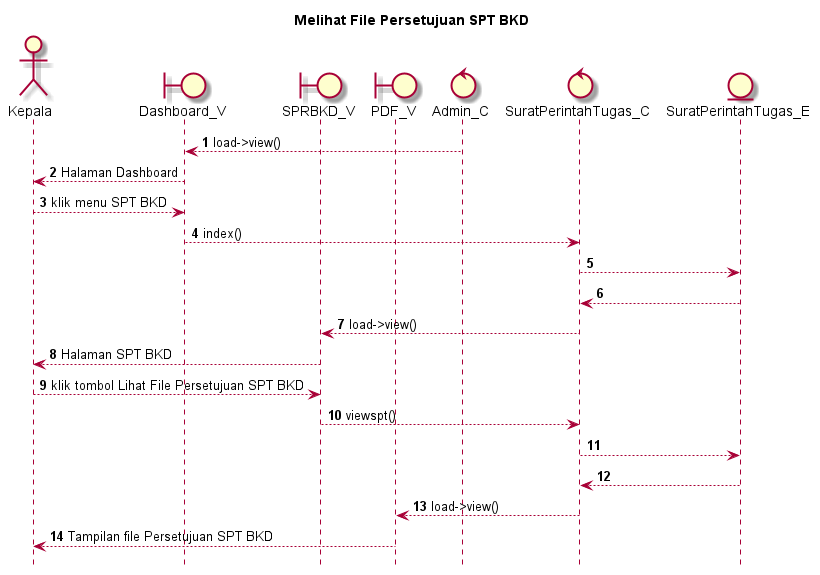 Melihat File Persetujuan SPT BKD
Kepala
Dashboard_V
SPRBKD_V
PDF_V
Admin_C
SuratPerintahTugas_C
SuratPerintahTugas_E
1 load->view()
2 Halaman Dashboard
3 klik menu SPT BKD
4 index()
5
6
7 load->view()
8 Halaman SPT BKD
9 klik tombol Lihat File Persetujuan SPT BKD
10 viewspt()
11
12
13 load->view()
14 Tampilan file Persetujuan SPT BKD